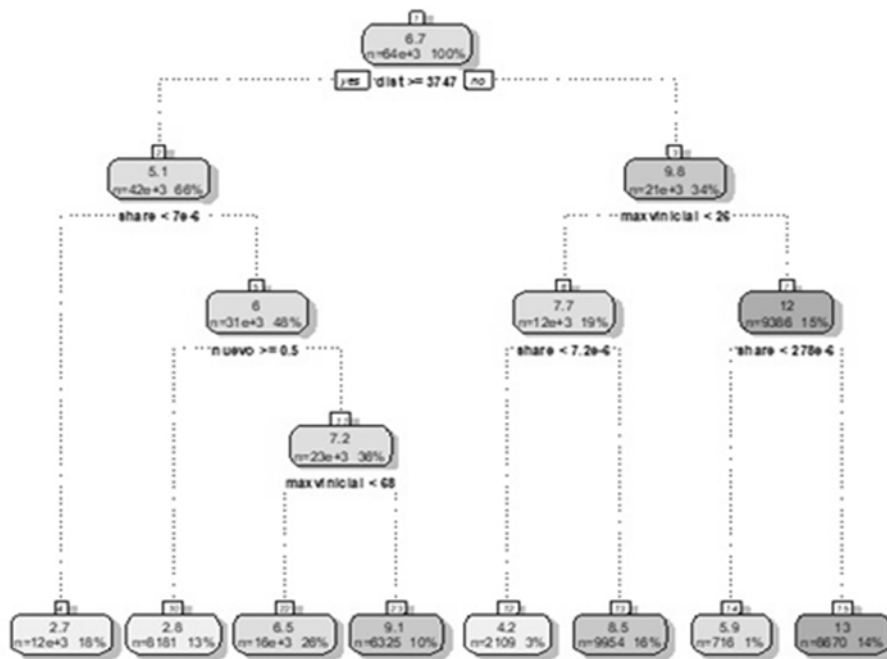 1
6.7
n=64e+3 100%
yes dist >= 3747 no
2
5.1
n=42e+3 66%
3
9.8
n=21e+3 34%
share < 7e-6
maxvinicial < 26
5
6
n=31e+3 48%
6
7.7
n=12e+3 19%
7
12
n=9386 15%
nuevo >= 0.5
share < 7.2e-6
share < 278e-6
11
7.2
n=23e+3 36%
maxvinicial < 68
4
2.7
n=12e+3 18%
10
2.8
n=8181 13%
22
6.5
n=16e+3 26%
23
9.1
n=6325 10%
12
4.2
n=2109 3%
13
8.5
n=9954 16%
14
5.9
n=716 1%
15
13
n=8670 14%